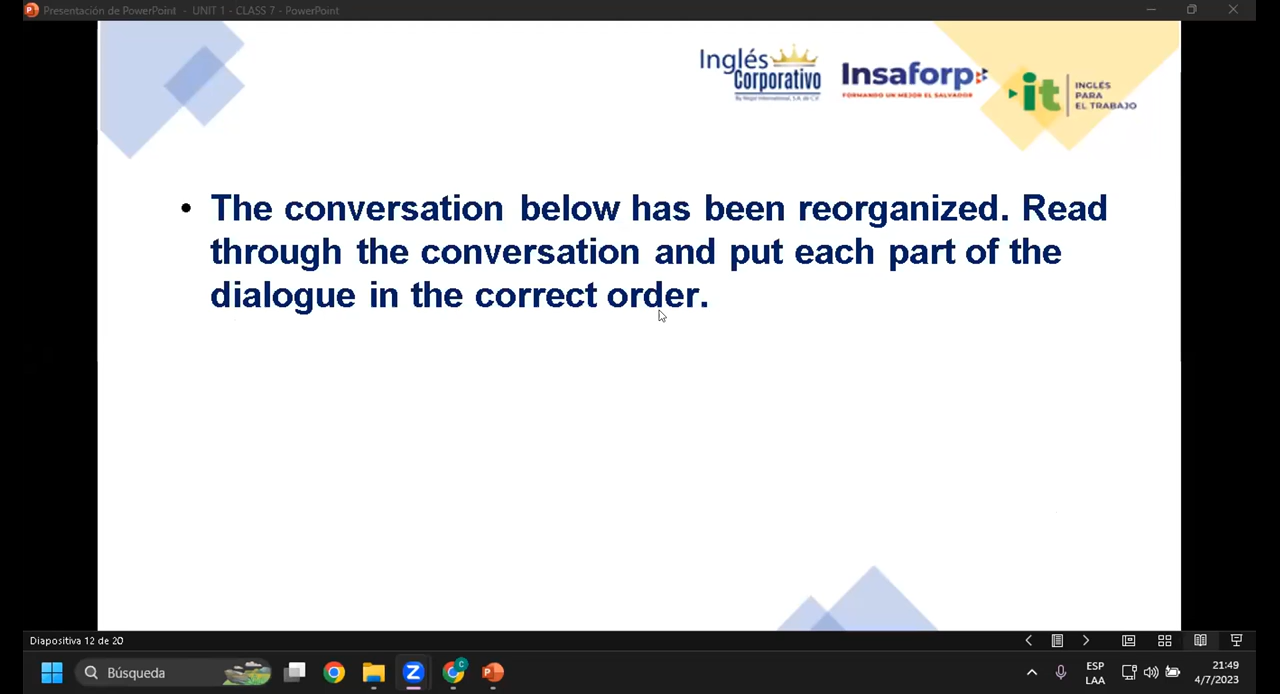 Presentación de PowerPoint - UNIT 1 - CLASS 7 - PowerPoint
Inglés
Corporativo
Insaforp
FORMANDO UN MEJOR EL SALVADOR
it
INGLÉS
PARA
EL TRABAJO
• The conversation below has been reorganized. Read
through the conversation and put each part of the
dialogue in the correct order.
Diapositiva 12 de 20
Búsqueda
ESP
LAA
21:49
4/7/2023